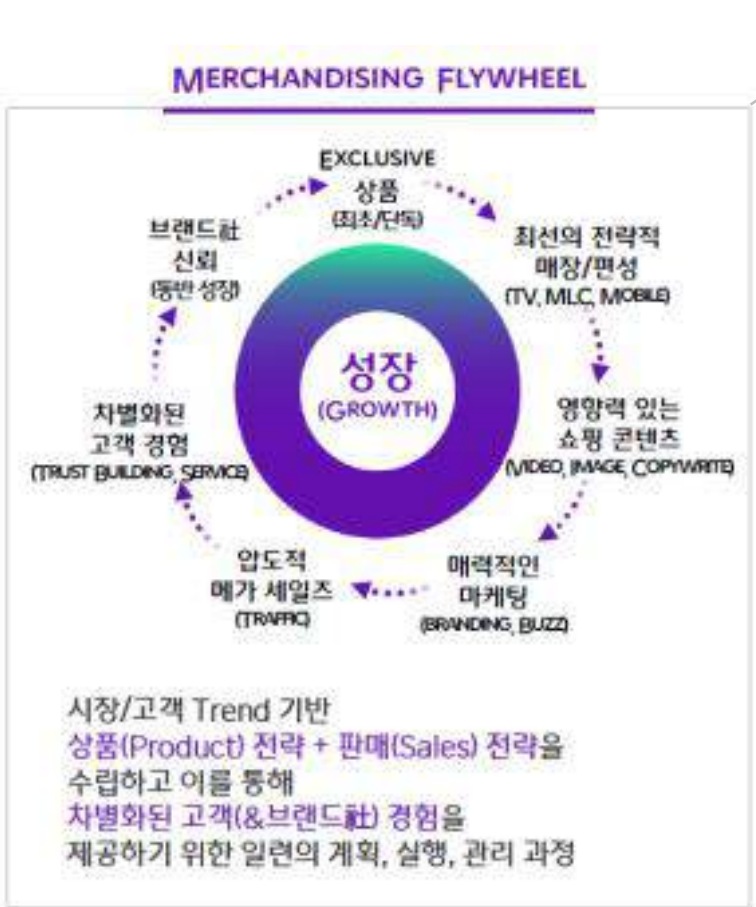 MERCHANDISING FLYWHEEL
EXCLUSIVE
상품
(최초/단독)
최선의 전략적
매장/편성
(TV, MLC, MOBILE)
영향력 있는
쇼핑 콘텐츠
(VIDEO, IMAGE, COPYWRITE)
매력적인
마케팅
(BRANDING, BUZZ)
압도적
메가 세일즈
(TRAFFIC)
차별화된
고객 경험
(TRUST BUILDING, SERVICE)
브랜드社
신뢰
(동반 성장)
성장
(GROWTH)
시장/고객 Trend 기반
상품(Product) 전략 + 판매(Sales) 전략을
수립하고 이를 통해
차별화된 고객(&브랜드社) 경험을
제공하기 위한 일련의 계획, 실행, 관리 과정